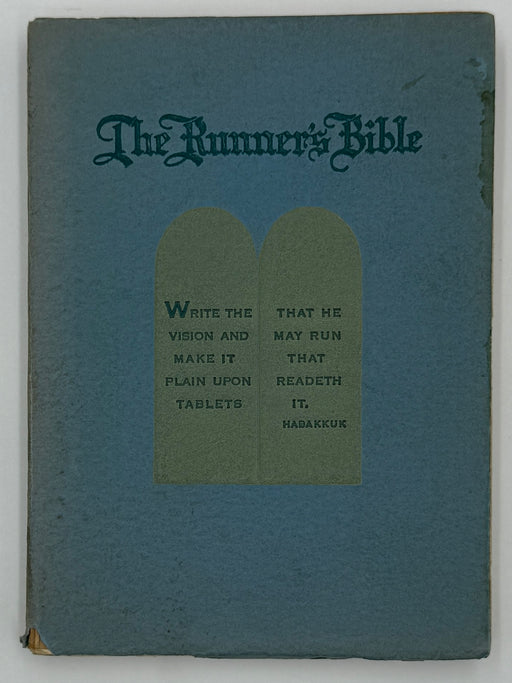 The Runner's Bible
WRITE THE
VISION AND
MAKE IT
PLAIN UPON
TABLETS
THAT HE
MAY RUN
THAT
READETH
IT.
HABAKKUK